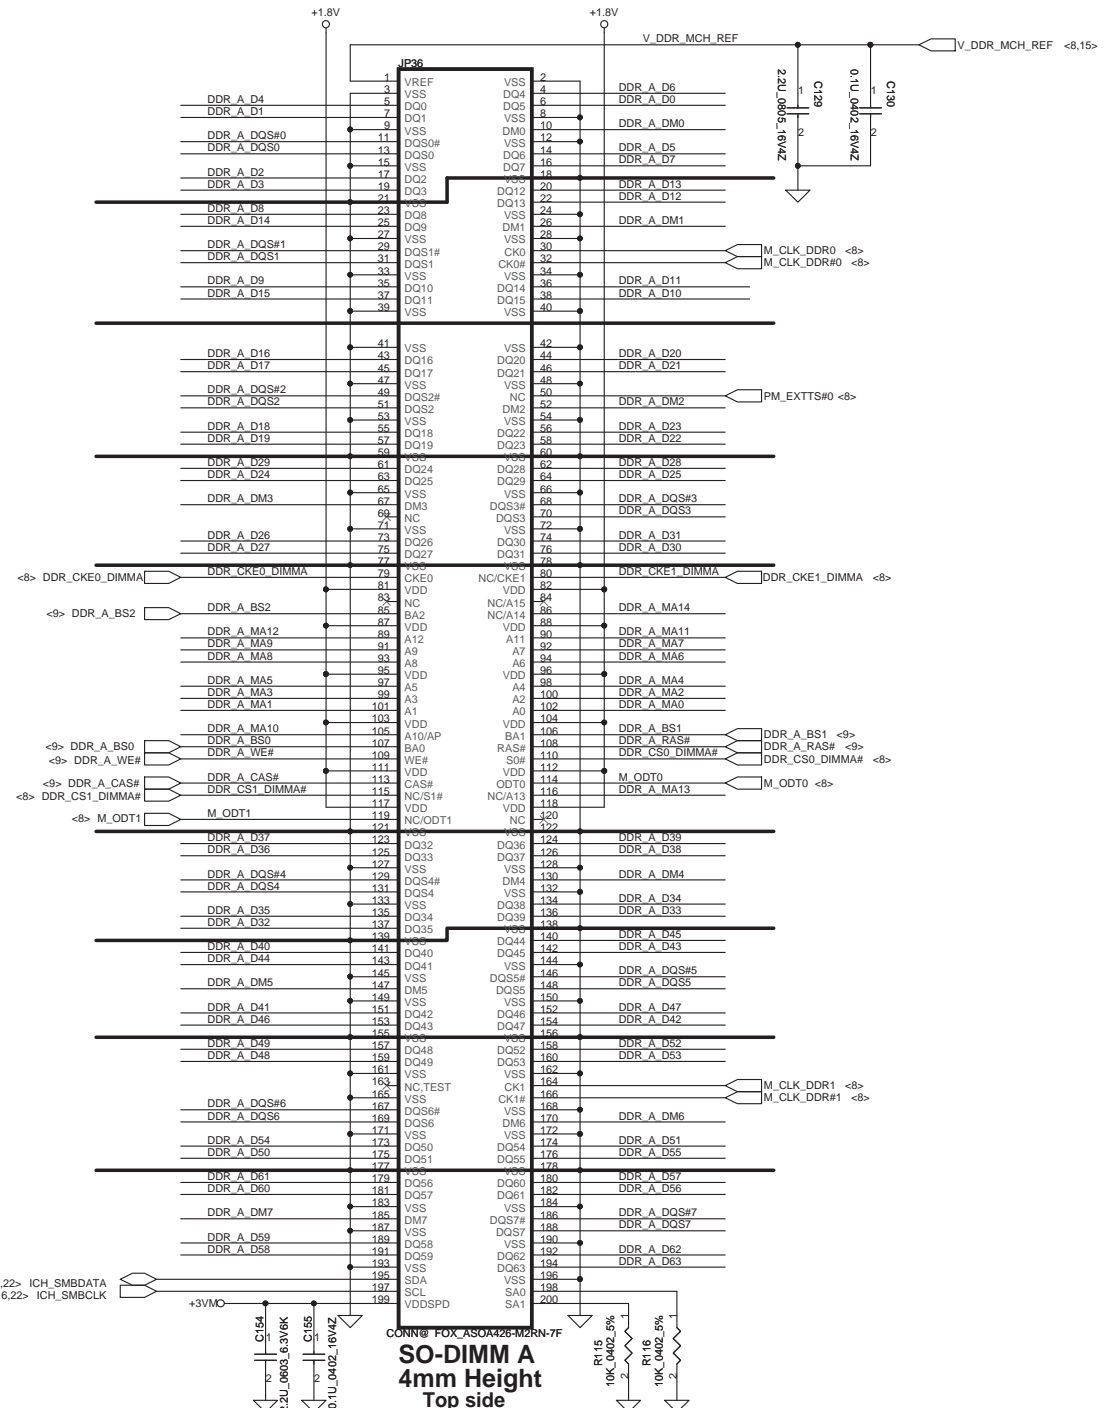 +1.8V +1.8V
V_DDR_MCH_REF V_DDR_MCH_REF <8,15>
JP36
C129 2.2U_0805_16V4Z 1 2
C130 0.1U_0402_16V4Z 1 2
1 VREF VSS 2
3 VSS DQ4 4 DDR_A_D6
DDR_A_D4 5 DQ0 DQ5 6 DDR_A_D0
DDR_A_D1 7 DQ1 VSS 8
9 VSS DM0 10 DDR_A_DM0
DDR_A_DQS#0 11 DQS0# VSS 12
DDR_A_DQS0 13 DQS0 DQ6 14 DDR_A_D5
15 VSS DQ7 16 DDR_A_D7
DDR_A_D2 17 DQ2 VSS 18
DDR_A_D3 19 DQ3 DQ12 20 DDR_A_D13
21 VSS DQ13 22 DDR_A_D12
DDR_A_D8 23 DQ8 VSS 24
DDR_A_D14 25 DQ9 DM1 26 DDR_A_DM1
27 VSS VSS 28
DDR_A_DQS#1 29 DQS1# CK0 30 M_CLK_DDR0 <8>
DDR_A_DQS1 31 DQS1 CK0# 32 M_CLK_DDR#0 <8>
33 VSS VSS 34
DDR_A_D9 35 DQ10 DQ14 36 DDR_A_D11
DDR_A_D15 37 DQ11 DQ15 38 DDR_A_D10
39 VSS VSS 40
41 VSS VSS 42
DDR_A_D16 43 DQ16 DQ20 44 DDR_A_D20
DDR_A_D17 45 DQ17 DQ21 46 DDR_A_D21
47 VSS VSS 48
DDR_A_DQS#2 49 DQS2# NC 50 PM_EXTTS#0 <8>
DDR_A_DQS2 51 DQS2 DM2 52 DDR_A_DM2
53 VSS VSS 54
DDR_A_D18 55 DQ18 DQ22 56 DDR_A_D23
DDR_A_D19 57 DQ19 DQ23 58 DDR_A_D22
59 VSS VSS 60
DDR_A_D29 61 DQ24 DQ28 62 DDR_A_D28
DDR_A_D24 63 DQ25 DQ29 64 DDR_A_D25
65 VSS VSS 66
DDR_A_DM3 67 DM3 DQS3# 68 DDR_A_DQS#3
69 NC DQS3 70 DDR_A_DQS3
71 VSS VSS 72
DDR_A_D26 73 DQ26 DQ30 74 DDR_A_D31
DDR_A_D27 75 DQ27 DQ31 76 DDR_A_D30
77 VSS VSS 78
<8> DDR_CKE0_DIMMA DDR_CKE0_DIMMA 79 CKE0 NC/CKE1 80 DDR_CKE1_DIMMA DDR_CKE1_DIMMA <8>
81 VDD VDD 82
83 NC NC/A15 84
<9> DDR_A_BS2 DDR_A_BS2 85 BA2 NC/A14 86 DDR_A_MA14
87 VDD VDD 88
DDR_A_MA12 89 A12 A11 90 DDR_A_MA11
DDR_A_MA9 91 A9 A7 92 DDR_A_MA7
DDR_A_MA8 93 A8 A6 94 DDR_A_MA6
95 VDD VDD 96
DDR_A_MA5 97 A5 A4 98 DDR_A_MA4
DDR_A_MA3 99 A3 A2 100 DDR_A_MA2
DDR_A_MA1 101 A1 A0 102 DDR_A_MA0
103 VDD VDD 104
DDR_A_MA10 105 A10/AP BA1 106 DDR_A_BS1 DDR_A_BS1 <9>
<9> DDR_A_BS0 DDR_A_BS0 107 BA0 RAS# 108 DDR_A_RAS# DDR_A_RAS# <9>
<9> DDR_A_WE# DDR_A_WE# 109 WE# S0# 110 DDR_CS0_DIMMA# DDR_CS0_DIMMA# <8>
111 VDD VDD 112
<9> DDR_A_CAS# DDR_A_CAS# 113 CAS# ODT0 114 M_ODT0 M_ODT0 <8>
<8> DDR_CS1_DIMMA# DDR_CS1_DIMMA# 115 NC/S1# NC/A13 116 DDR_A_MA13
117 VDD VDD 118
<8> M_ODT1 M_ODT1 119 NC/ODT1 NC 120
121 VSS VSS 122
DDR_A_D37 123 DQ32 DQ36 124 DDR_A_D39
DDR_A_D36 125 DQ33 DQ37 126 DDR_A_D38
127 VSS VSS 128
DDR_A_DQS#4 129 DQS4# DM4 130 DDR_A_DM4
DDR_A_DQS4 131 DQS4 VSS 132
133 VSS DQ38 134 DDR_A_D34
DDR_A_D35 135 DQ34 DQ39 136 DDR_A_D33
DDR_A_D32 137 DQ35 VSS 138
139 VSS DQ44 140 DDR_A_D45
DDR_A_D40 141 DQ40 DQ45 142 DDR_A_D43
DDR_A_D44 143 DQ41 VSS 144
145 VSS DQS5# 146 DDR_A_DQS#5
DDR_A_DM5 147 DM5 DQS5 148 DDR_A_DQS5
149 VSS VSS 150
DDR_A_D41 151 DQ42 DQ46 152 DDR_A_D47
DDR_A_D46 153 DQ43 DQ47 154 DDR_A_D42
155 VSS VSS 156
DDR_A_D49 157 DQ48 DQ52 158 DDR_A_D52
DDR_A_D48 159 DQ49 DQ53 160 DDR_A_D53
161 VSS VSS 162
163 NC,TEST CK1 164 M_CLK_DDR1 <8>
165 VSS CK1# 166 M_CLK_DDR#1 <8>
DDR_A_DQS#6 167 DQS6# VSS 168
DDR_A_DQS6 169 DQS6 DM6 170 DDR_A_DM6
171 VSS VSS 172
DDR_A_D54 173 DQ50 DQ54 174 DDR_A_D51
DDR_A_D50 175 DQ51 DQ55 176 DDR_A_D55
177 VSS VSS 178
DDR_A_D61 179 DQ56 DQ60 180 DDR_A_D57
DDR_A_D60 181 DQ57 DQ61 182 DDR_A_D56
183 VSS VSS 184
DDR_A_DM7 185 DM7 DQS7# 186 DDR_A_DQS#7
187 VSS DQS7 188 DDR_A_DQS7
DDR_A_D59 189 DQ58 VSS 190
DDR_A_D58 191 DQ59 DQ62 192 DDR_A_D62
193 VSS DQ63 194 DDR_A_D63
,22> ICH_SMBDATA 195 SDA VSS 196
6,22> ICH_SMBCLK 197 SCL SA0 198
+3VM 199 VDDSPD SA1 200
CONN@ FOX_ASOA426-M2RN-7F
C154 2.2U_0603_6.3V6K 1 2
C155 0.1U_0402_16V4Z 1 2
R115 10K_0402_5% 1 2
R116 10K_0402_5% 1 2
SO-DIMM A
4mm Height
Top side